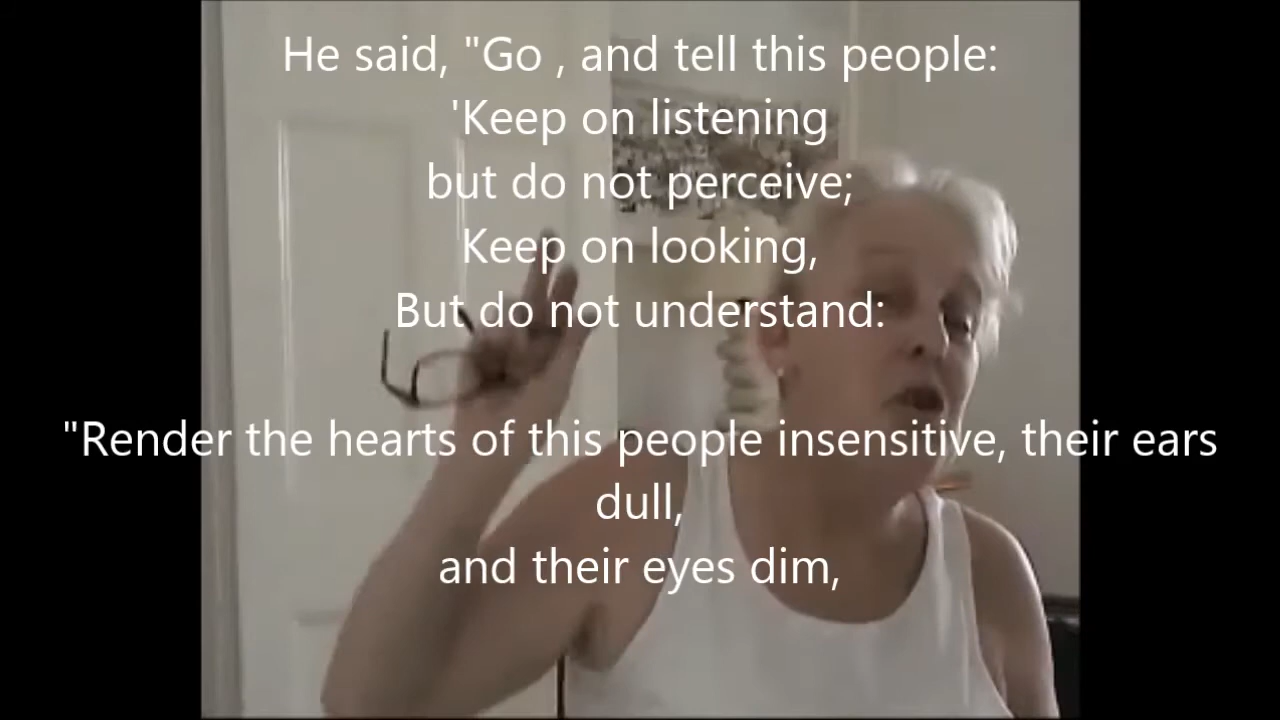 He said, "Go , and tell this people:
'Keep on listening
but do not perceive;
Keep on looking,
But do not understand:
"Render the hearts of this people insensitive, their ears
dull,
and their eyes dim,